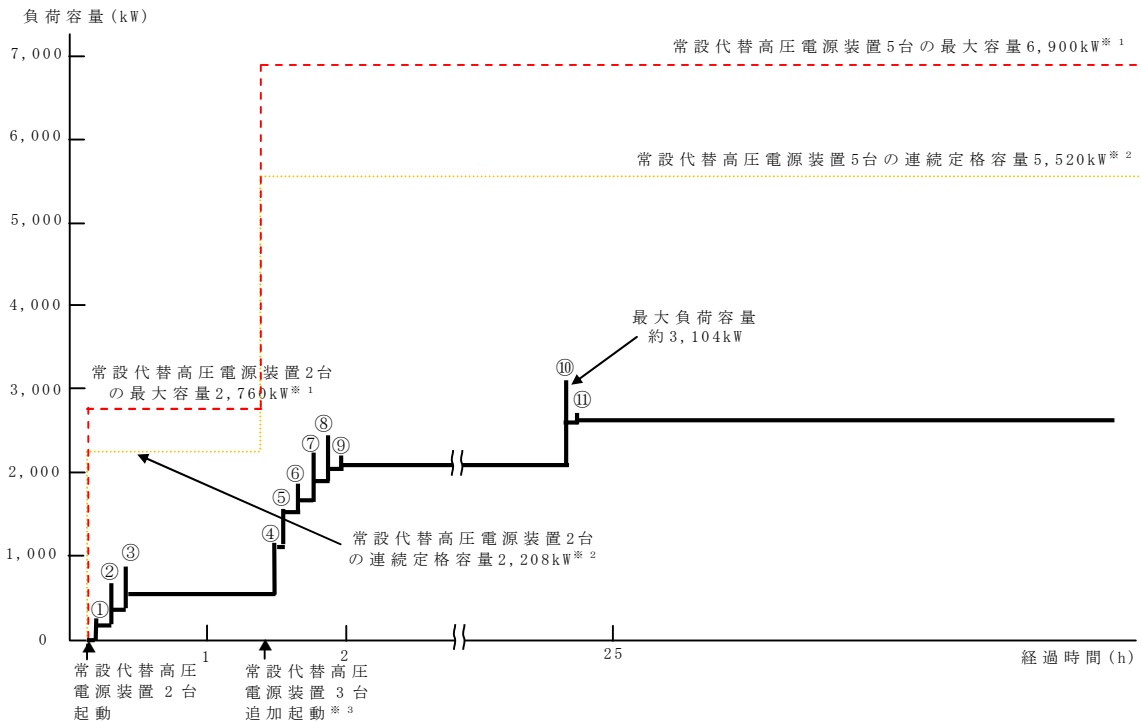 負荷容量(kW)
7,000
6,000
5,000
4,000
3,000
2,000
1,000
0
常設代替高圧電源装置5台の最大容量6,900kW※1
常設代替高圧電源装置5台の連続定格容量5,520kW※2
最大負荷容量
約3,104kW
常設代替高圧電源装置2台
の最大容量2,760kW※1
常設代替高圧電源装置2台
の連続定格容量2,208kW※2
①
②
③
④
⑤
⑥
⑦
⑧
⑨
⑩
⑪
1
2
25
経過時間(h)
常設代替高圧
電源装置2台
起動
常設代替高圧
電源装置3台
追加起動※3